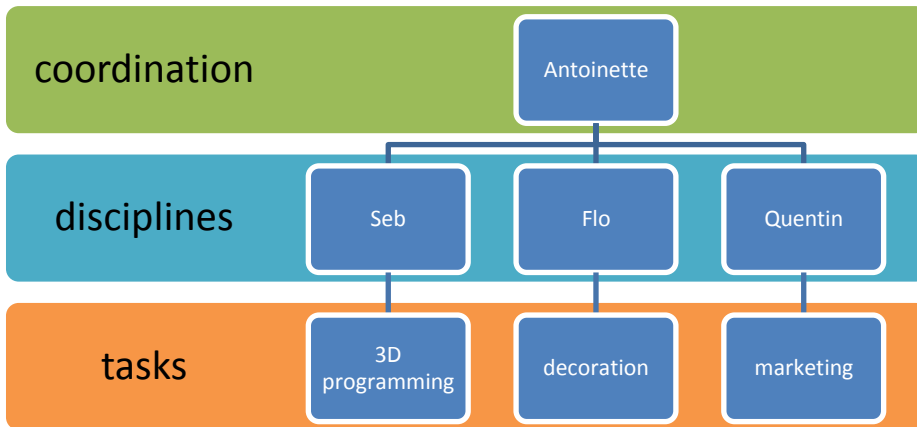 coordination
Antoinette
disciplines
Seb
Flo
Quentin
tasks
3D
programming
decoration
marketing